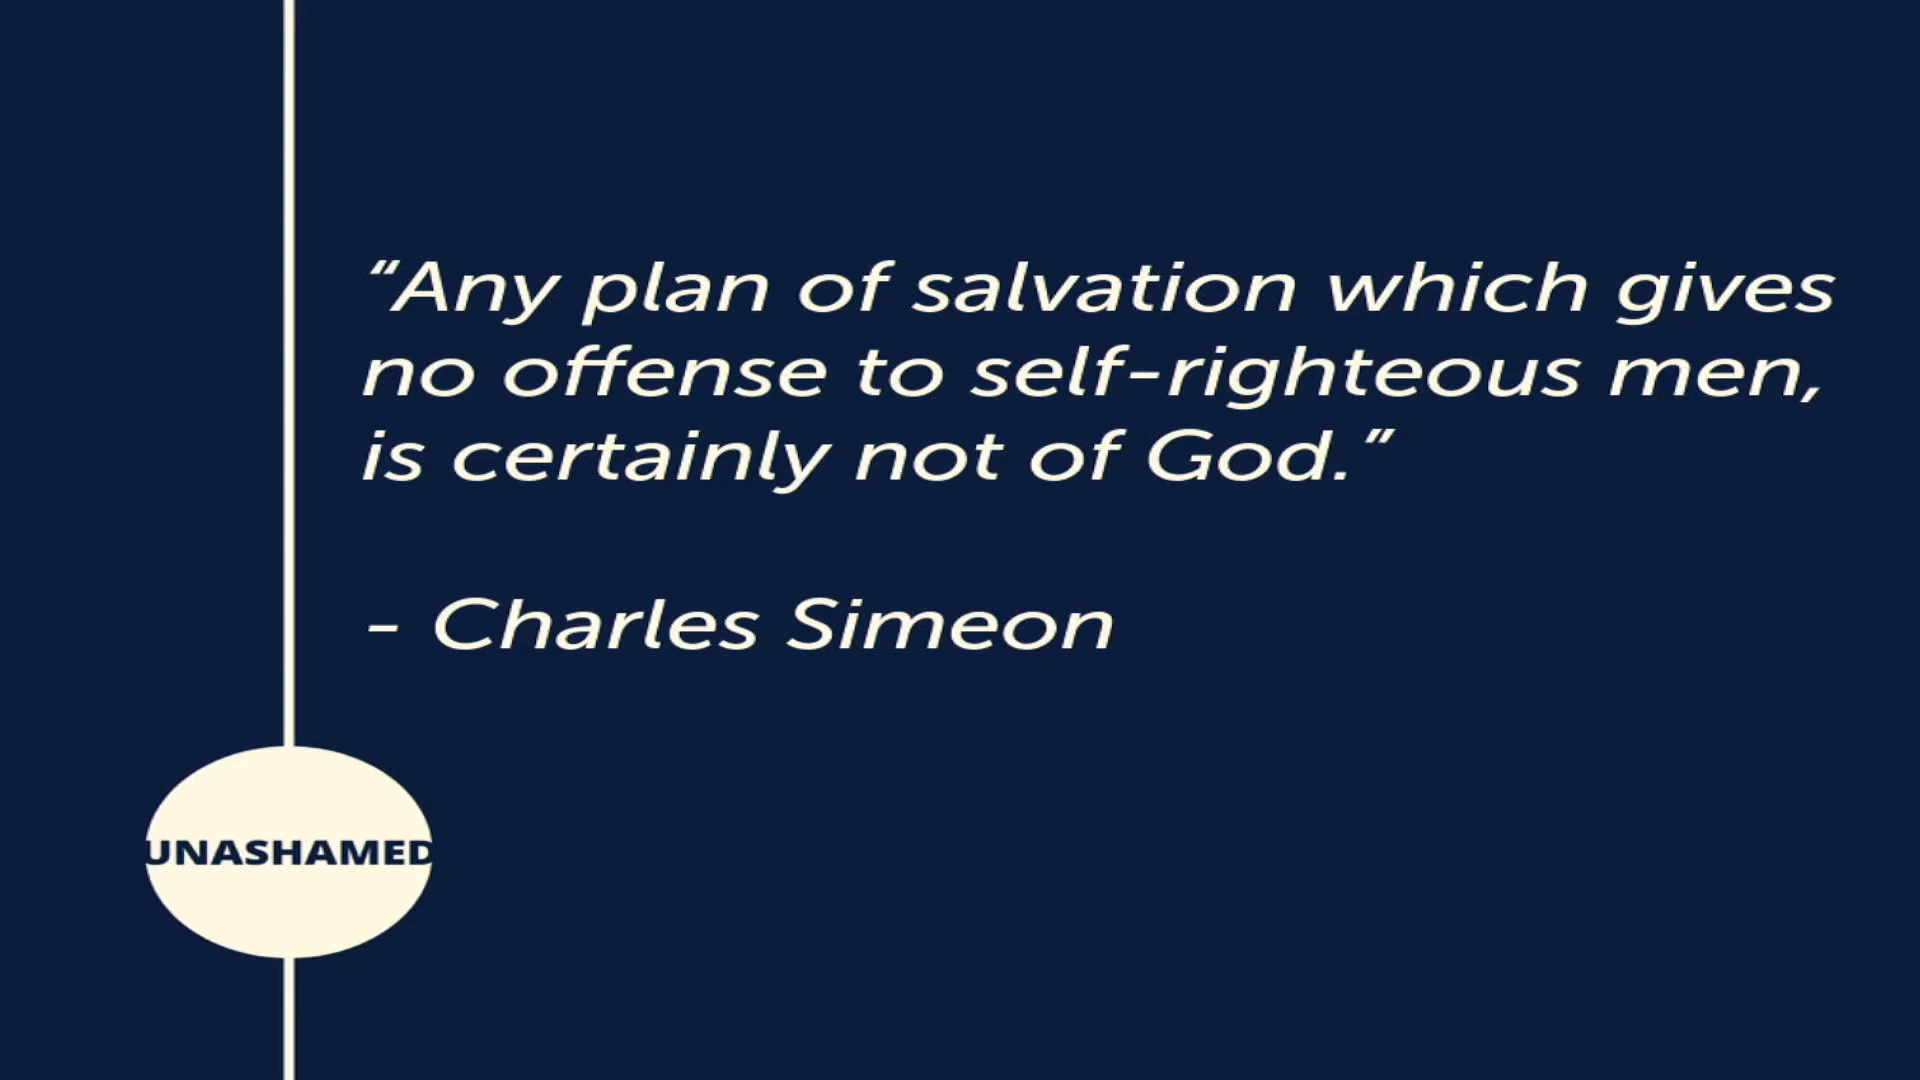 “Any plan of salvation which gives
no offense to self-righteous men,
is certainly not of God.”
- Charles Simeon
UNASHAMED